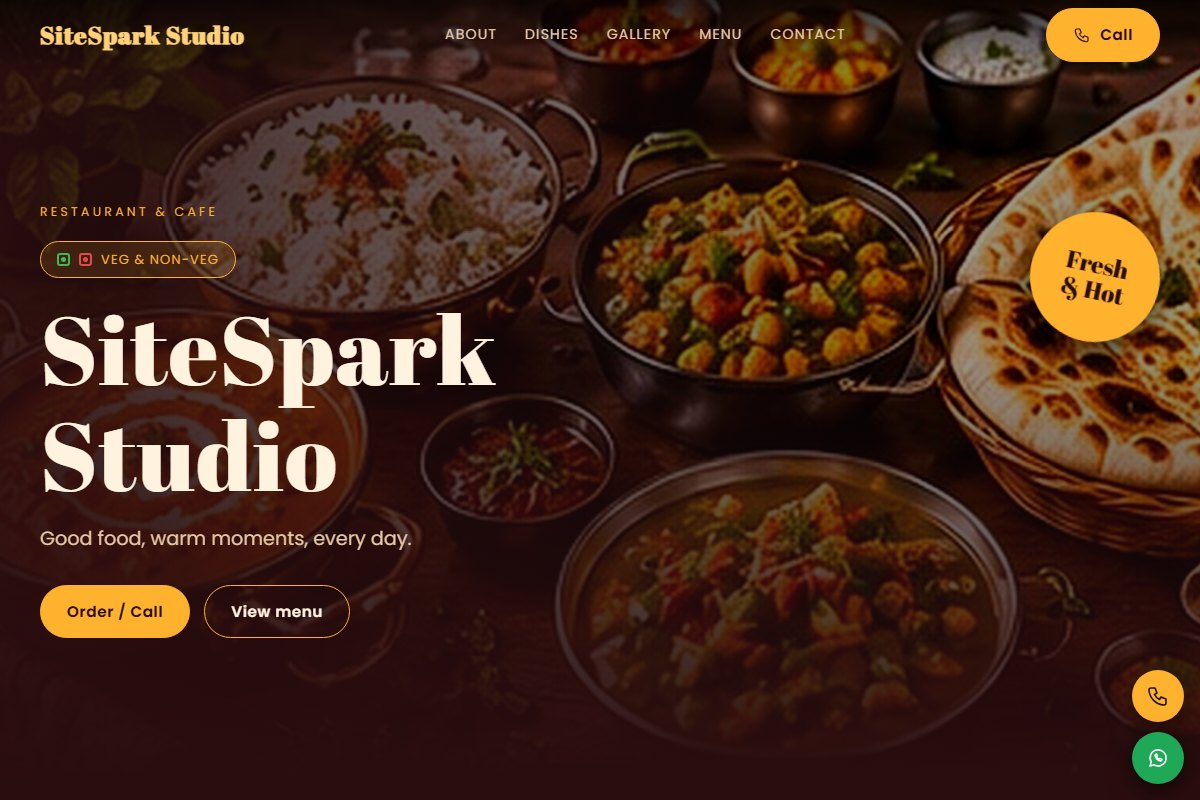 SiteSpark Studio
ABOUT
DISHES
GALLERY
MENU
CONTACT
Call
RESTAURANT & CAFE
VEG & NON-VEG
SiteSpark
Studio
Fresh
& Hot
Good food, warm moments, every day.
Order / Call
View menu